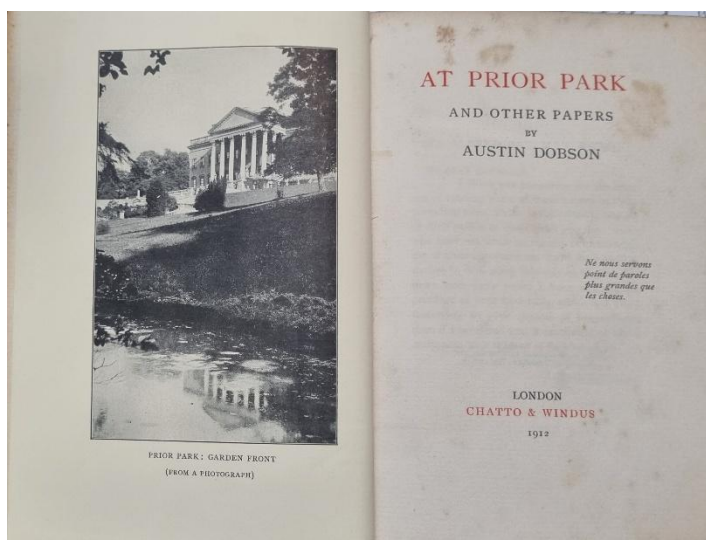 PRIOR PARK: GARDEN FRONT
(FROM A PHOTOGRAPH)
AT PRIOR PARK
AND OTHER PAPERS
BY
AUSTIN DOBSON
Ne nous servons
point de paroles
plus grandes que
les choses.
LONDON
CHATTO & WINDUS
1912